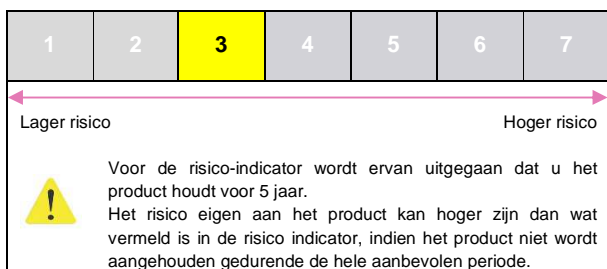 1 2 3 4 5 6 7
Lager risico Hoger risico
Voor de risico-indicator wordt ervan uitgegaan dat u het
product houdt voor 5 jaar.
Het risico eigen aan het product kan hoger zijn dan wat
vermeld is in de risico indicator, indien het product niet wordt
aangehouden gedurende de hele aanbevolen periode.